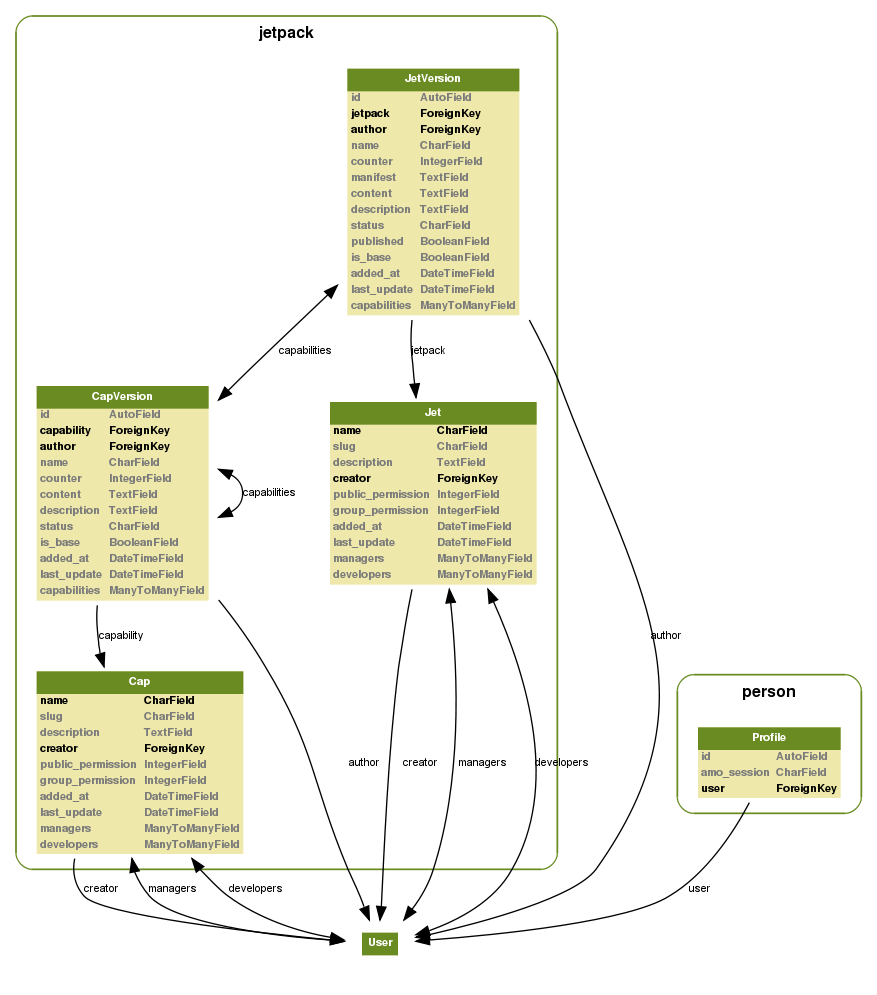 jetpack
JetVersion
id AutoField
jetpack ForeignKey
author ForeignKey
name CharField
counter IntegerField
manifest TextField
content TextField
description TextField
status CharField
published BooleanField
is_base BooleanField
added_at DateTimeField
last_update DateTimeField
capabilities ManyToManyField
capabilities
jetpack
CapVersion
id AutoField
capability ForeignKey
author ForeignKey
name CharField
counter IntegerField
content TextField
description TextField
status CharField
is_base BooleanField
added_at DateTimeField
last_update DateTimeField
capabilities ManyToManyField
capabilities
Jet
name CharField
slug CharField
description TextField
creator ForeignKey
public_permission IntegerField
group_permission IntegerField
added_at DateTimeField
last_update DateTimeField
managers ManyToManyField
developers ManyToManyField
capability
author
Cap
name CharField
slug CharField
description TextField
creator ForeignKey
public_permission IntegerField
group_permission IntegerField
added_at DateTimeField
last_update DateTimeField
managers ManyToManyField
developers ManyToManyField
author
creator
managers
developers
person
Profile
id AutoField
amo_session CharField
user ForeignKey
creator
managers
developers
user
User